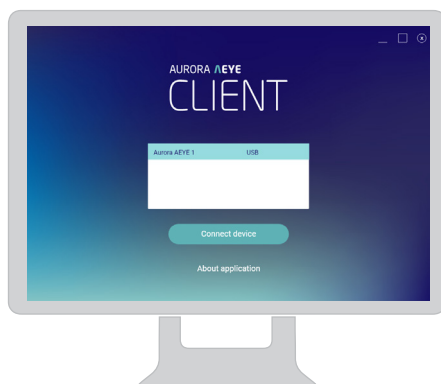 AURORA ΛEYE
CLIENT
Aurora AEYE 1 USB
Connect device
About application